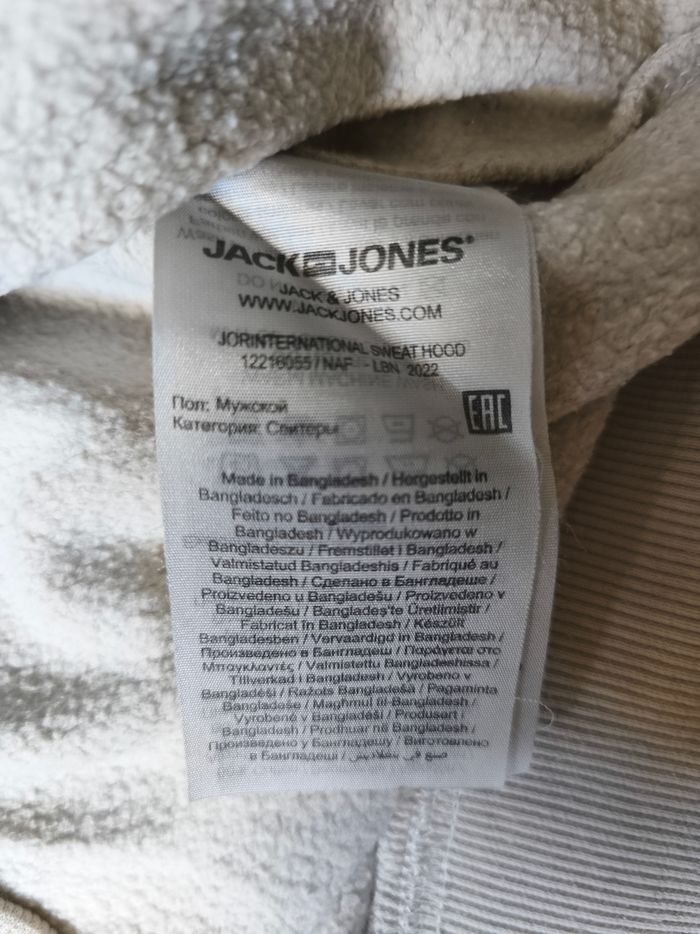 JACK & JONES®
JACK & JONES
WWW.JACKJONES.COM
JORINTERNATIONAL SWEAT HOOD
12216055 / NAF - LBN 2022
Пол: Мужской
Категория: Свитеры
EAC
Made in Bangladesh / Hergestellt in
Bangladesch / Fabricado en Bangladesh /
Feito no Bangladesh / Prodotto in
Bangladesh / Wyprodukowano w
Bangladeszu / Fremstillet i Bangladesh /
Valmistatud Bangladeshis / Fabriqué au
Bangladesh / Сделано в Бангладеше /
Proizvedeno u Bangladešu / Proizvedeno v
Bangladešu / Bangladeş'te Üretilmiştir /
Fabricat în Bangladesh / Készült
Bangladesben / Vervaardigd in Bangladesh /
Произведено в Бангладеш / Παράγεται στο
Μπαγκλαντές / Valmistettu Bangladeshissa /
Tillverkad i Bangladesh / Vyrobeno v
Bangladéši / Ražots Bangladešā / Pagaminta
Bangladeše / Maghmul fil-Bangladesh /
Vyrobené v Bangladéši / Produsert i
Bangladesh / Prodhuar në Bangladesh /
Произведено у Бангладешу / Виготовлено
в Бангладеші / صنع في بنغلاديش